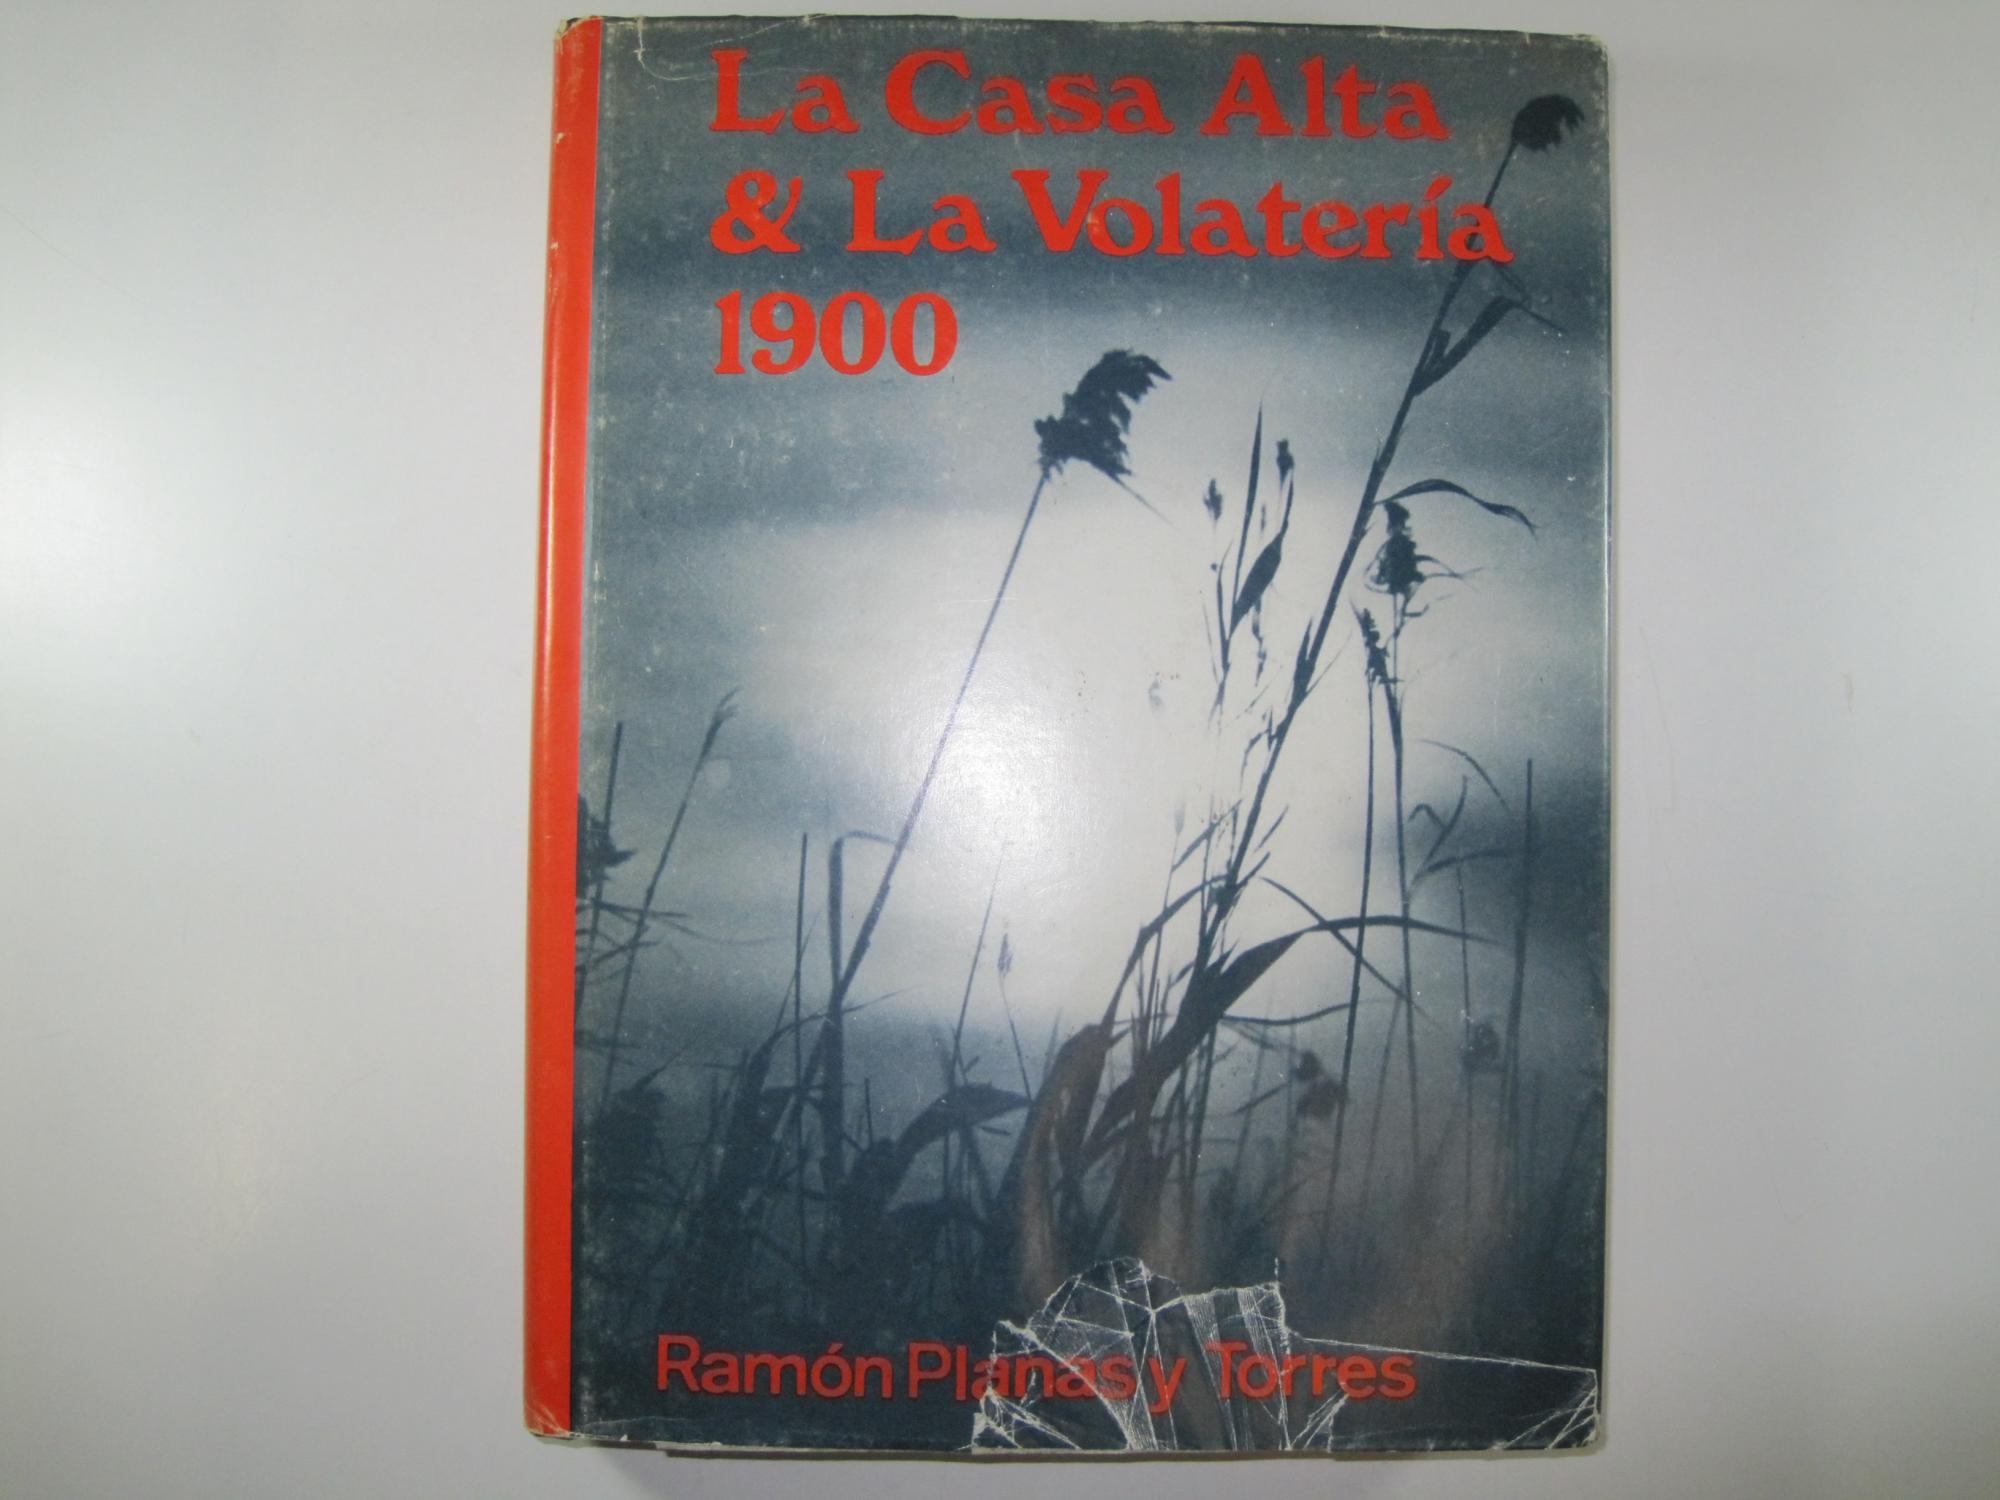 La Casa Alta
& La Volatería
1900
Ramón Planas y Torres